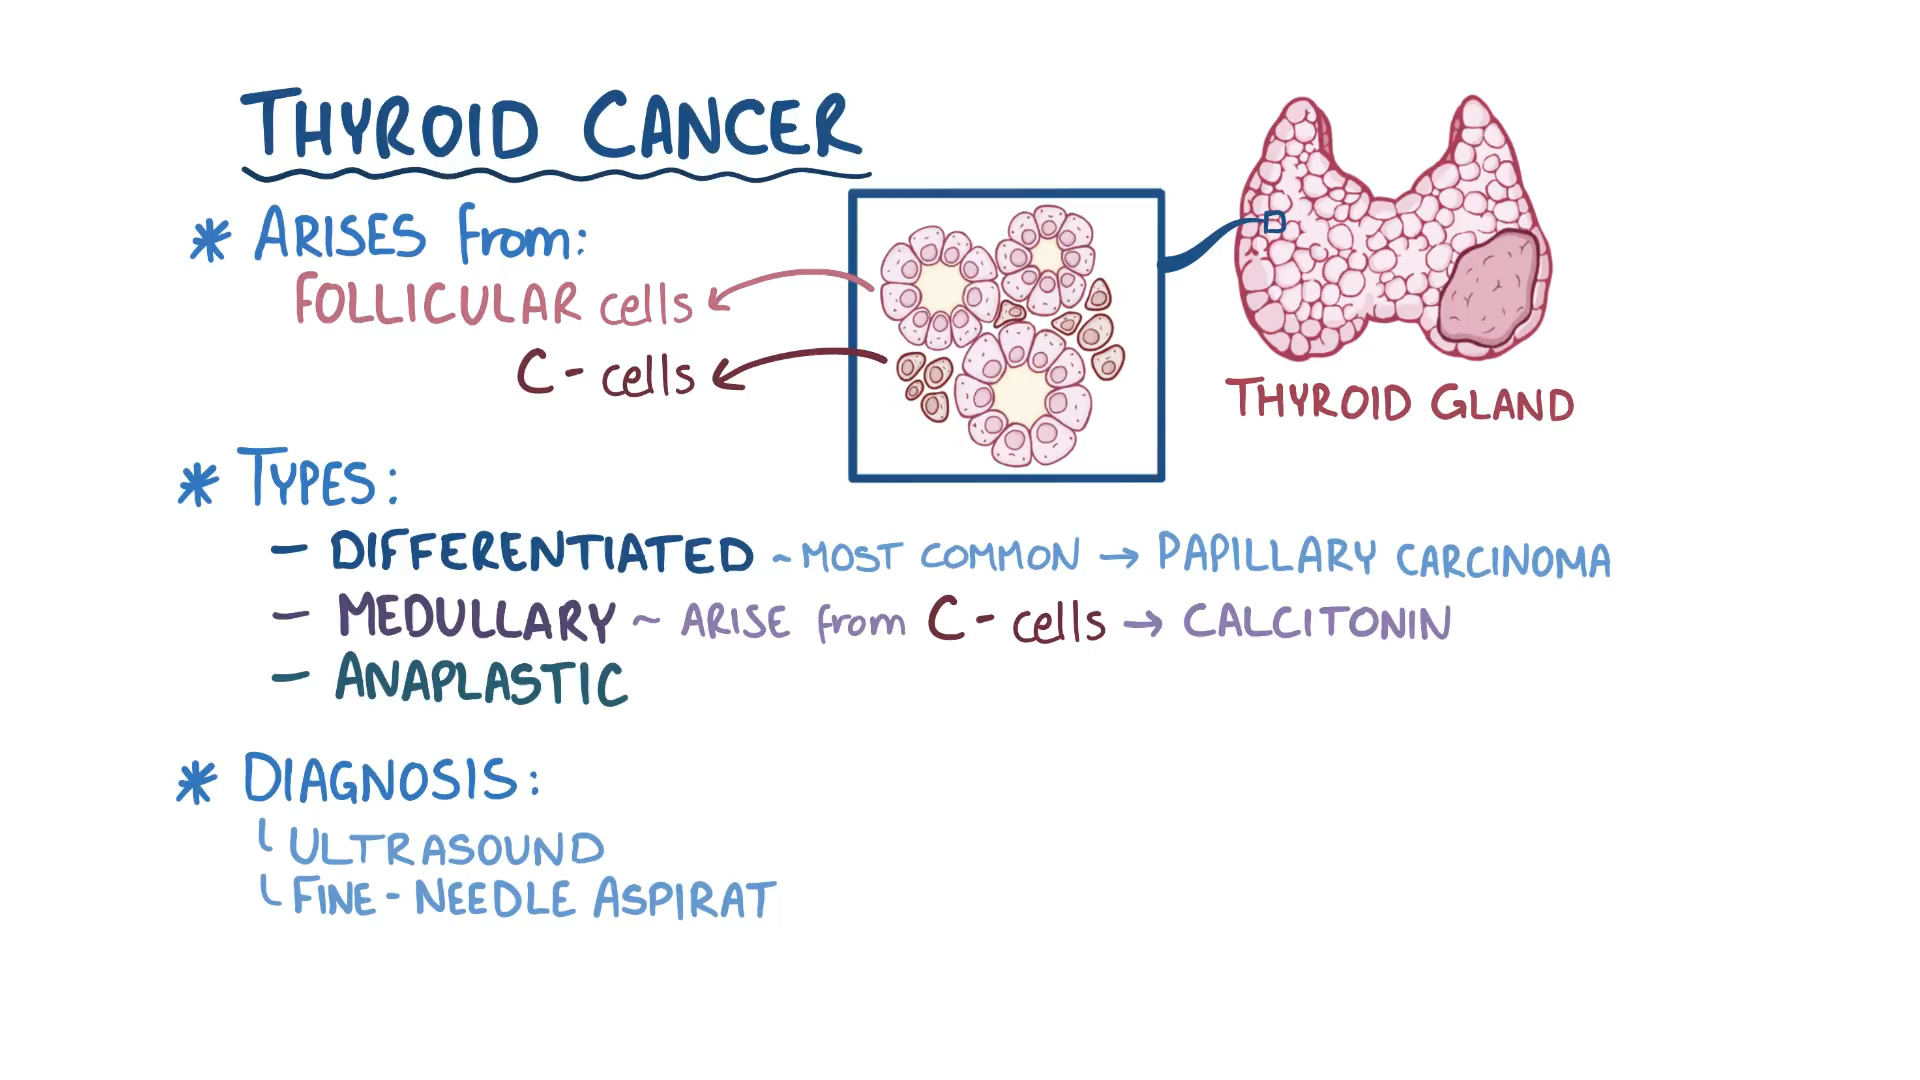 THYROID CANCER
* ARISES from:
FOLLICULAR cells
C-cells
THYROID GLAND
* TYPES:
- DIFFERENTIATED ~ MOST COMMON → PAPILLARY CARCINOMA
- MEDULLARY ~ ARISE from C-cells → CALCITONIN
- ANAPLASTIC
* DIAGNOSIS:
ULTRASOUND
FINE-NEEDLE ASPIRAT